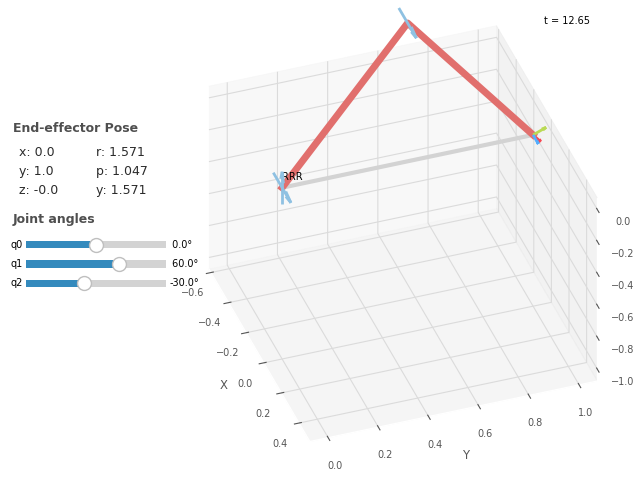 t = 12.65
End-effector Pose
x: 0.0 r: 1.571
y: 1.0 p: 1.047
z: -0.0 y: 1.571
Joint angles
q0 0.0°
q1 60.0°
q2 -30.0°
RRR
0.0
−0.2
−0.4
−0.6
−0.8
−1.0
−0.6
−0.4
−0.2
X 0.0
0.2
0.4
0.0
0.2
0.4
0.6
0.8
1.0
Y